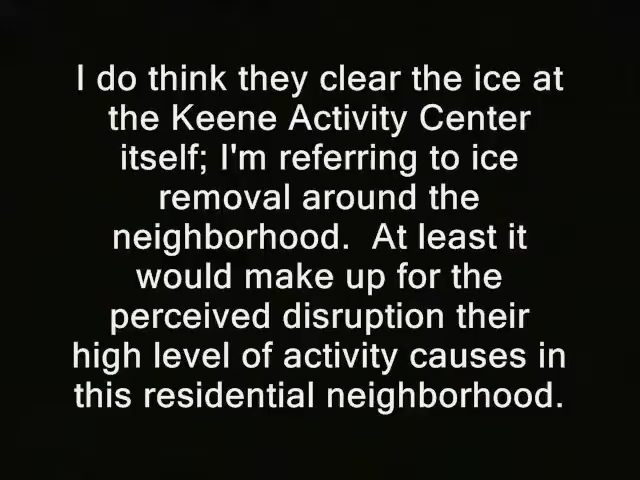 I do think they clear the ice at
the Keene Activity Center
itself; I'm referring to ice
removal around the
neighborhood.  At least it
would make up for the
perceived disruption their
high level of activity causes in
this residential neighborhood.